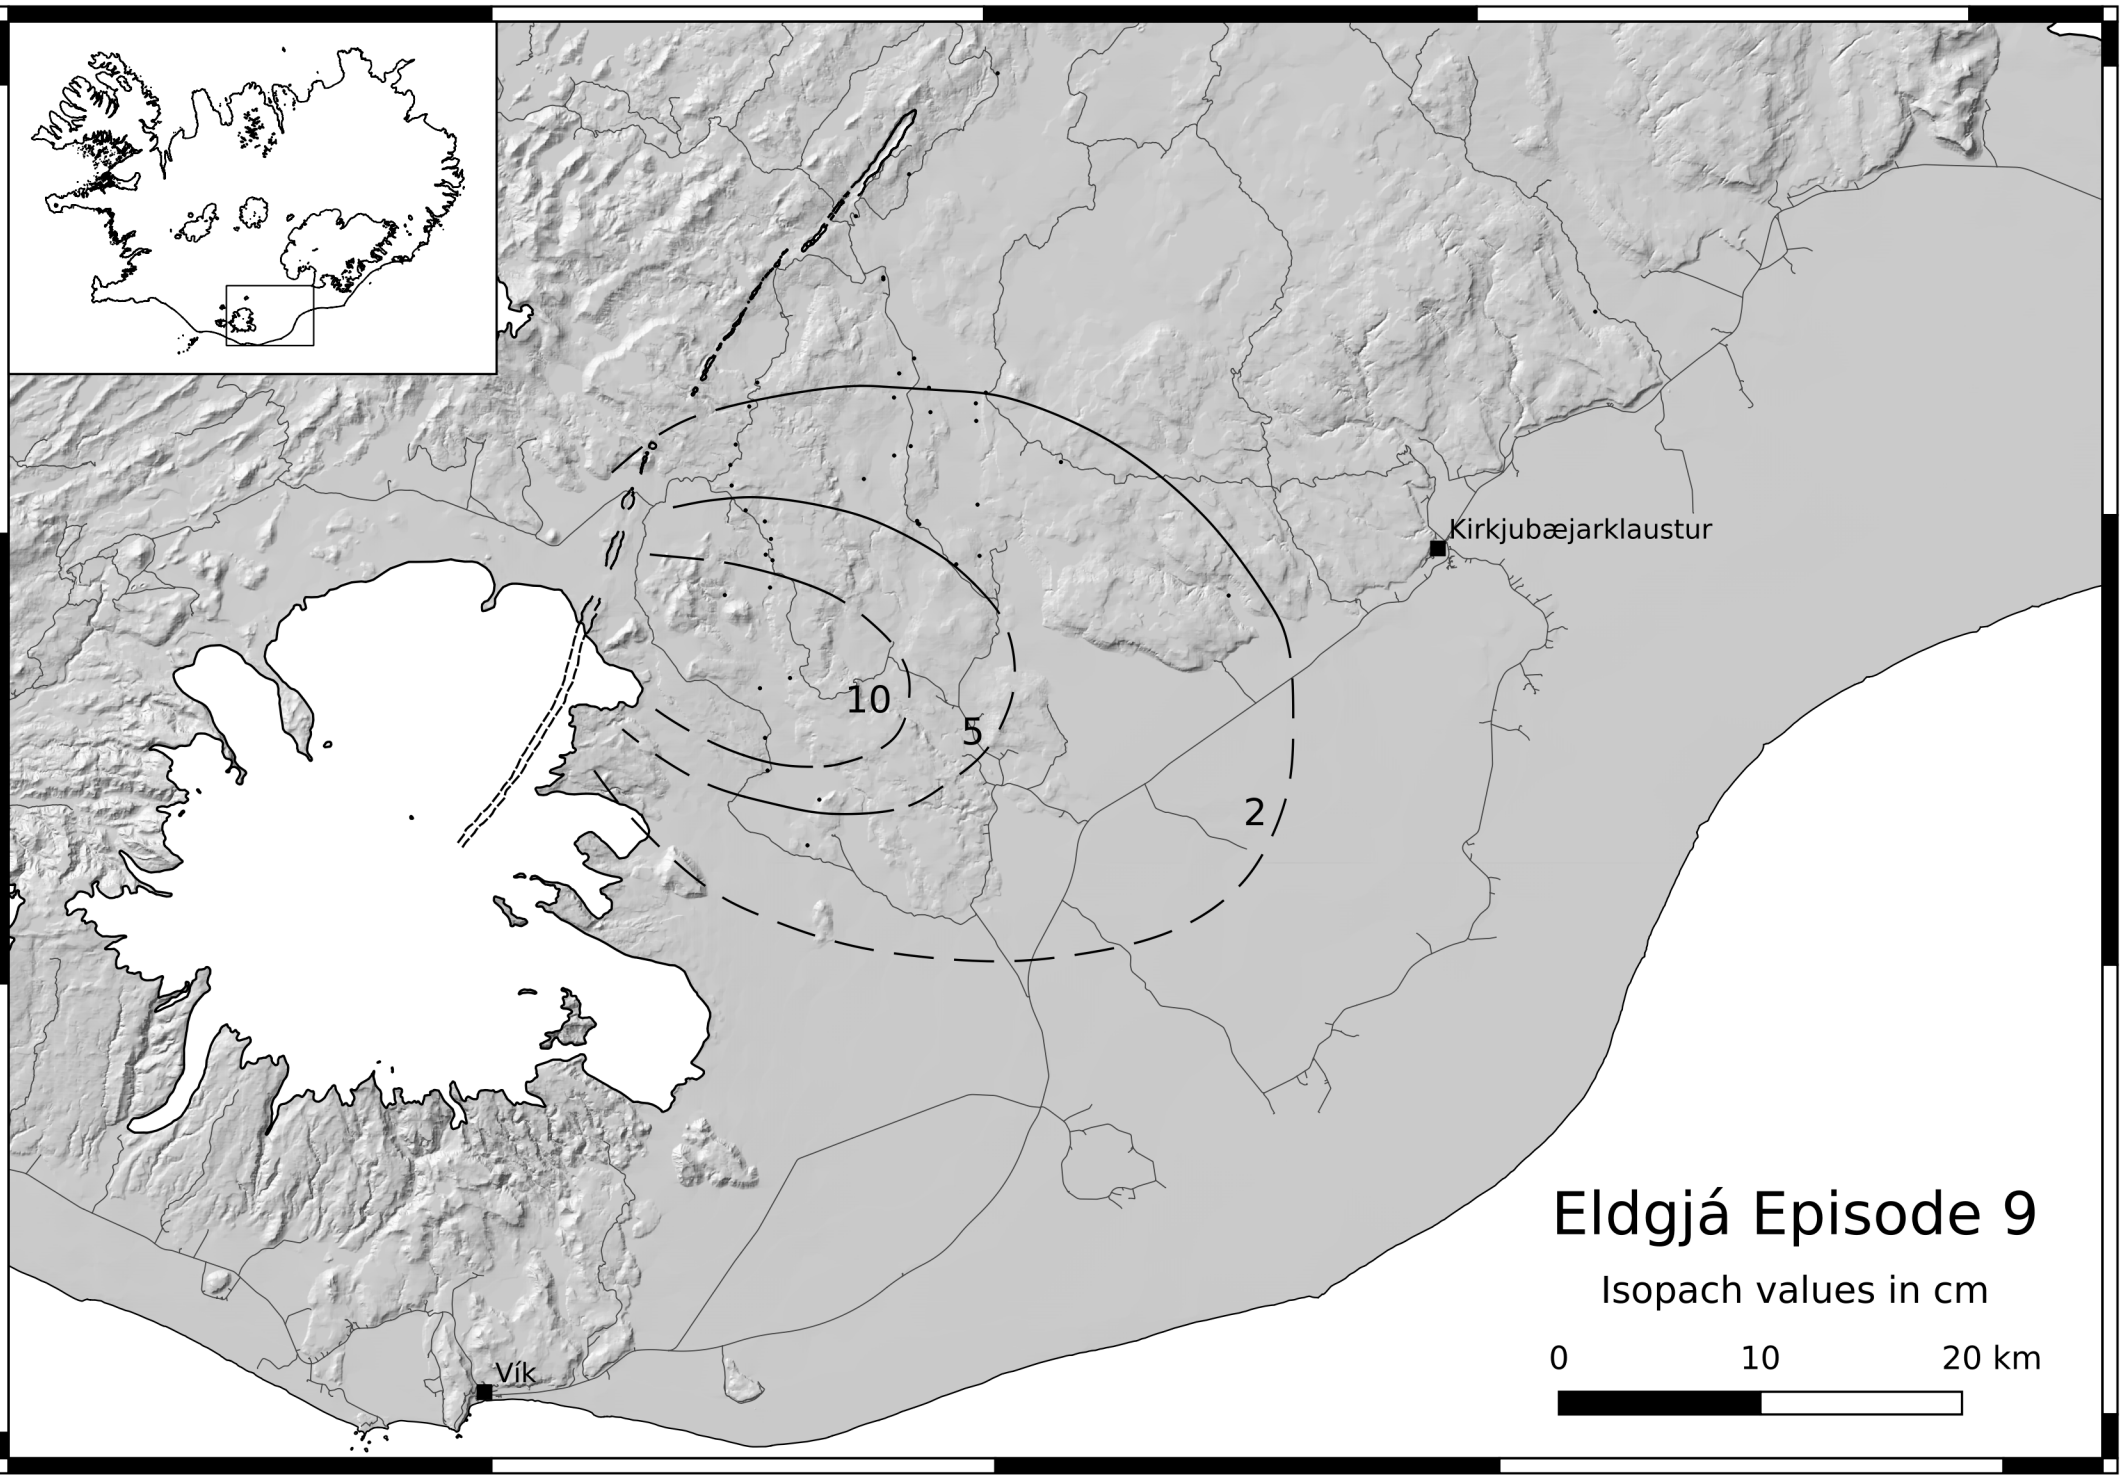 Kirkjubæjarklaustur
10
5
2
Eldgjá Episode 9
Isopach values in cm
0 10 20 km
Vík